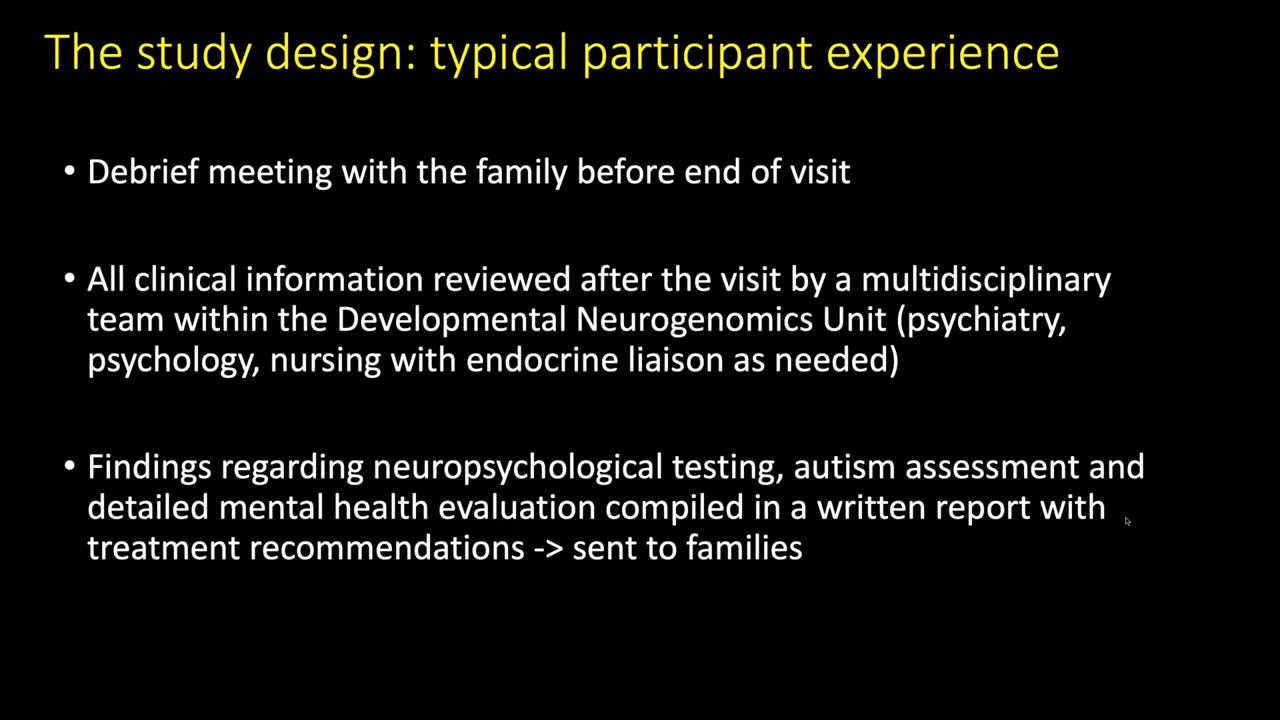 The study design: typical participant experience
• Debrief meeting with the family before end of visit
• All clinical information reviewed after the visit by a multidisciplinary
team within the Developmental Neurogenomics Unit (psychiatry,
psychology, nursing with endocrine liaison as needed)
• Findings regarding neuropsychological testing, autism assessment and
detailed mental health evaluation compiled in a written report with
treatment recommendations -> sent to families